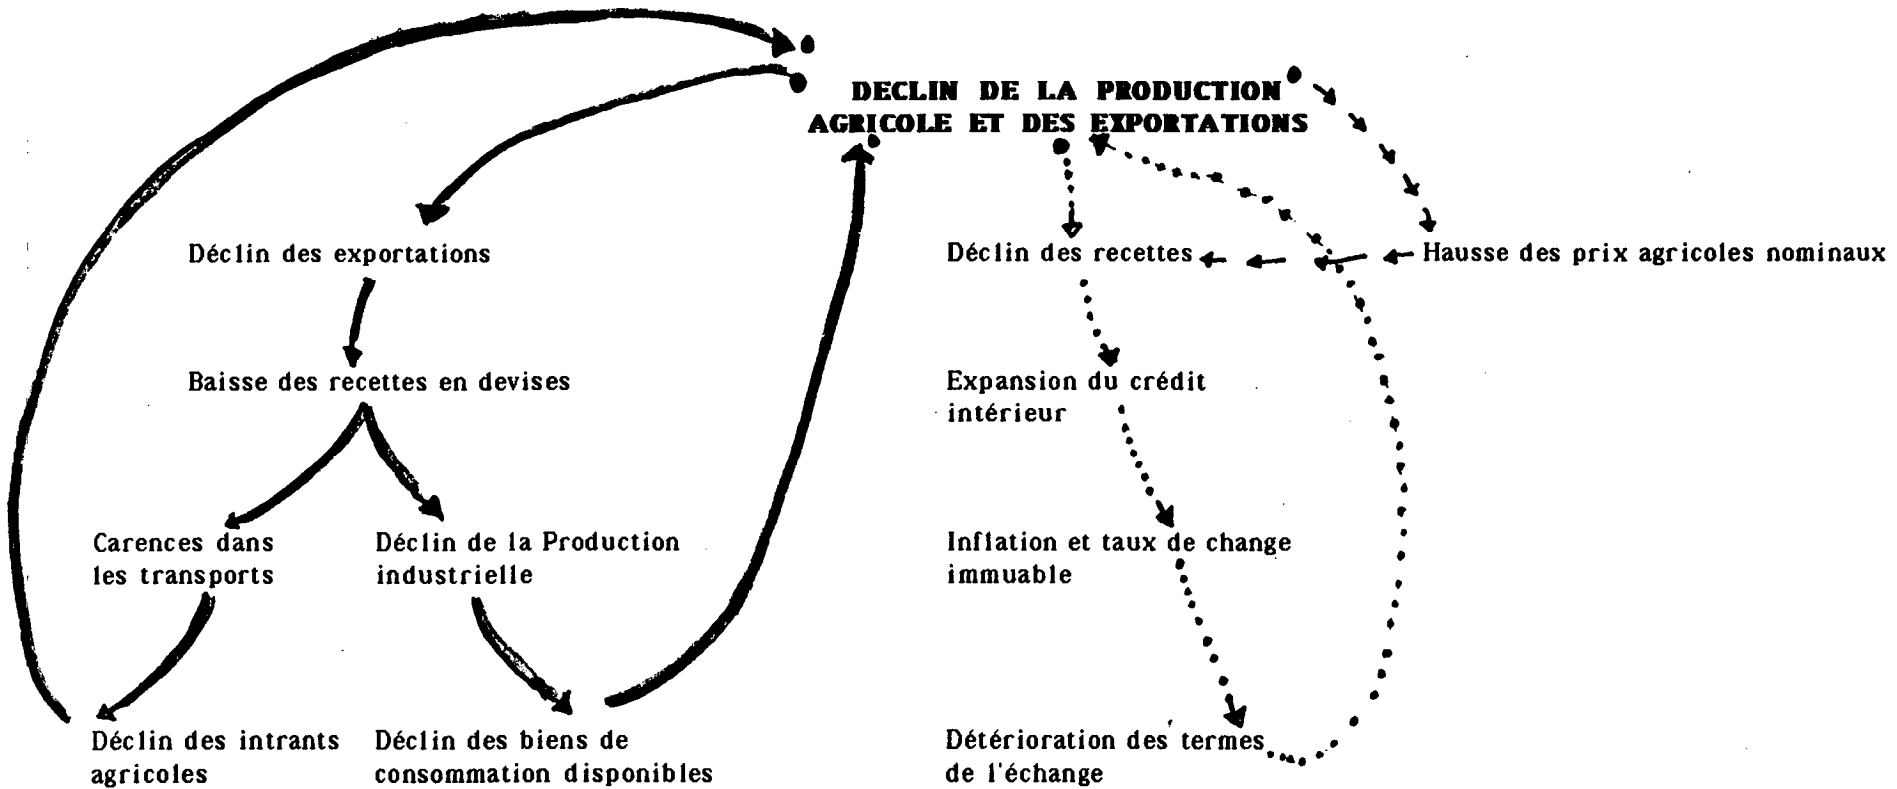 DECLIN DE LA PRODUCTION
AGRICOLE ET DES EXPORTATIONS
Déclin des exportations
Déclin des recettes
Hausse des prix agricoles nominaux
Baisse des recettes en devises
Expansion du crédit
intérieur
Carences dans
les transports
Déclin de la Production
industrielle
Inflation et taux de change
immuable
Déclin des intrants
agricoles
Déclin des biens de
consommation disponibles
Détérioration des termes
de l'échange